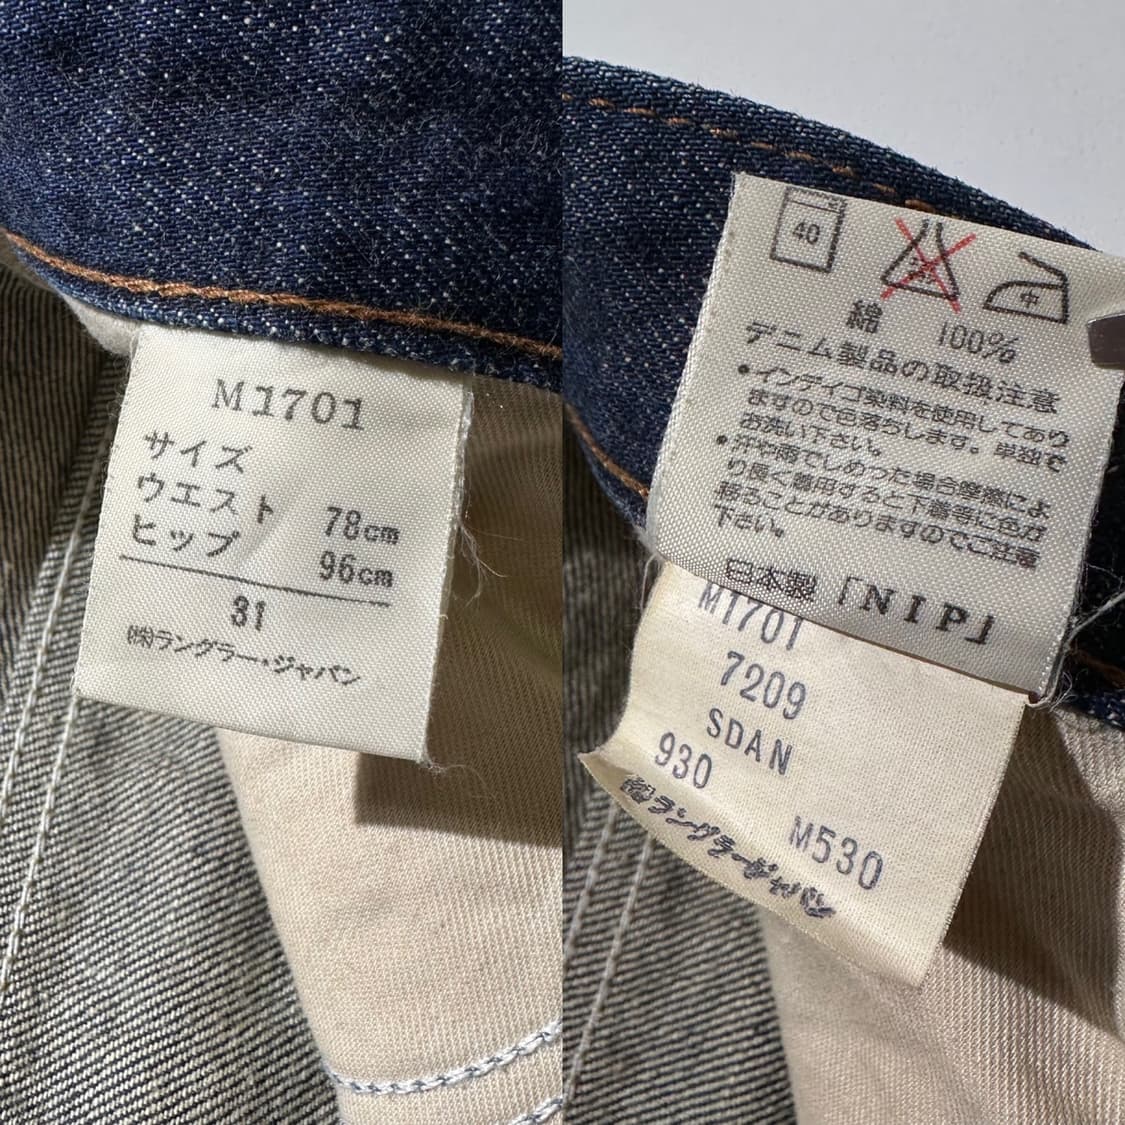 M1701
サイズ
ウエスト 78cm
ヒップ 96cm
31
㈱ラングラー・ジャパン
40
中
綿 100%
デニム製品の取扱注意
•インディゴ染料を使用してあり
ますので色落ちします。単独で
お洗い下さい。
•汗や雨でしめった場合摩擦によ
り長く着用すると下着等に色が
移ることがありますのでご注意
下さい。
日本製「NIP」
M1701
7209
SDAN
930
M530
㈱ラングラー・ジャパン